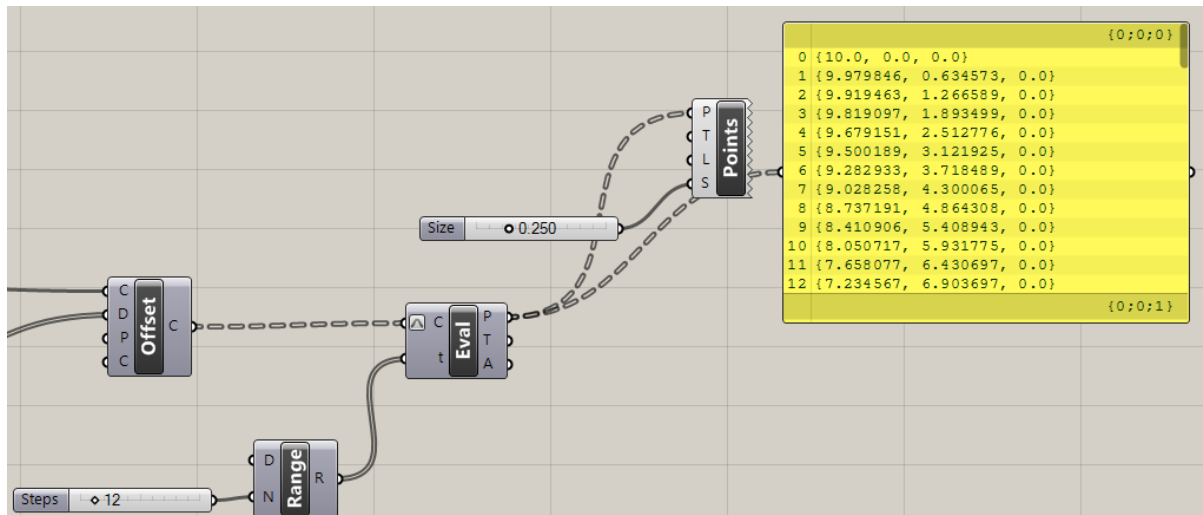 {0;0;0}
0 {10.0, 0.0, 0.0}
1 {9.979846, 0.634573, 0.0}
2 {9.919463, 1.266589, 0.0}
3 {9.819097, 1.893499, 0.0}
4 {9.679151, 2.512776, 0.0}
5 {9.500189, 3.121925, 0.0}
6 {9.282933, 3.718489, 0.0}
7 {9.028258, 4.300065, 0.0}
8 {8.737191, 4.864308, 0.0}
9 {8.410906, 5.408943, 0.0}
10 {8.050717, 5.931775, 0.0}
11 {7.658077, 6.430697, 0.0}
12 {7.234567, 6.903697, 0.0}
{0;0;1}
P
T
L
S
Points
Size 0.250
C
D
P
C
Offset
C
C
t
Eval
P
T
A
D
N
Range
R
Steps 12